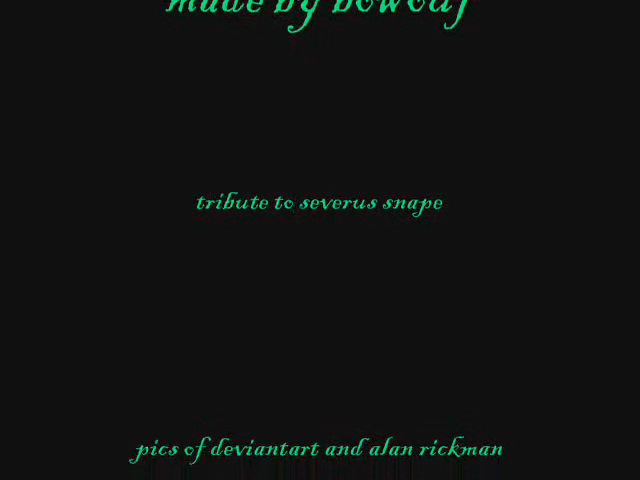 made by
tribute to severus snape
pics of deviantart and alan rickman